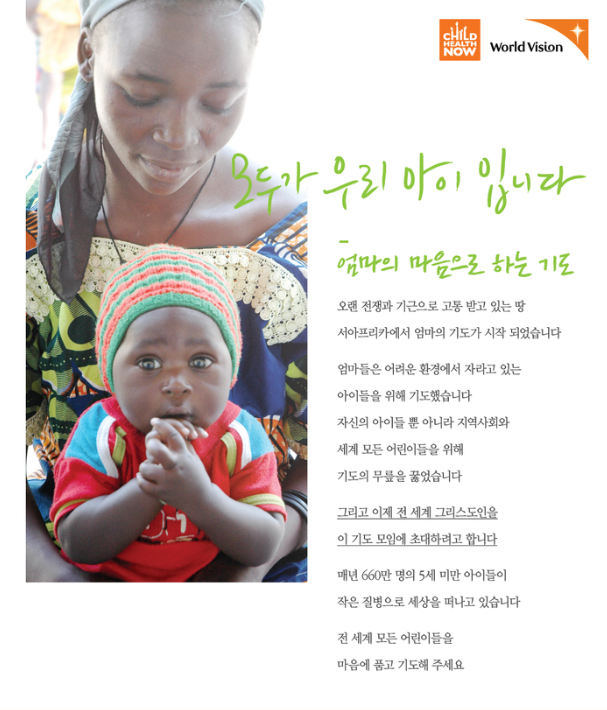 CHILD
HEALTH
NOW
World Vision
모두가 우리 아이 입니다
엄마의 마음으로 하는 기도
오랜 전쟁과 기근으로 고통 받고 있는 땅
서아프리카에서 엄마의 기도가 시작 되었습니다
엄마들은 어려운 환경에서 자라고 있는
아이들을 위해 기도했습니다
자신의 아이들 뿐 아니라 지역사회와
세계 모든 어린이들을 위해
기도의 무릎을 꿇었습니다
그리고 이제 전 세계 그리스도인을
이 기도 모임에 초대하려고 합니다
매년 660만 명의 5세 미만 아이들이
작은 질병으로 세상을 떠나고 있습니다
전 세계 모든 어린이들을
마음에 품고 기도해 주세요